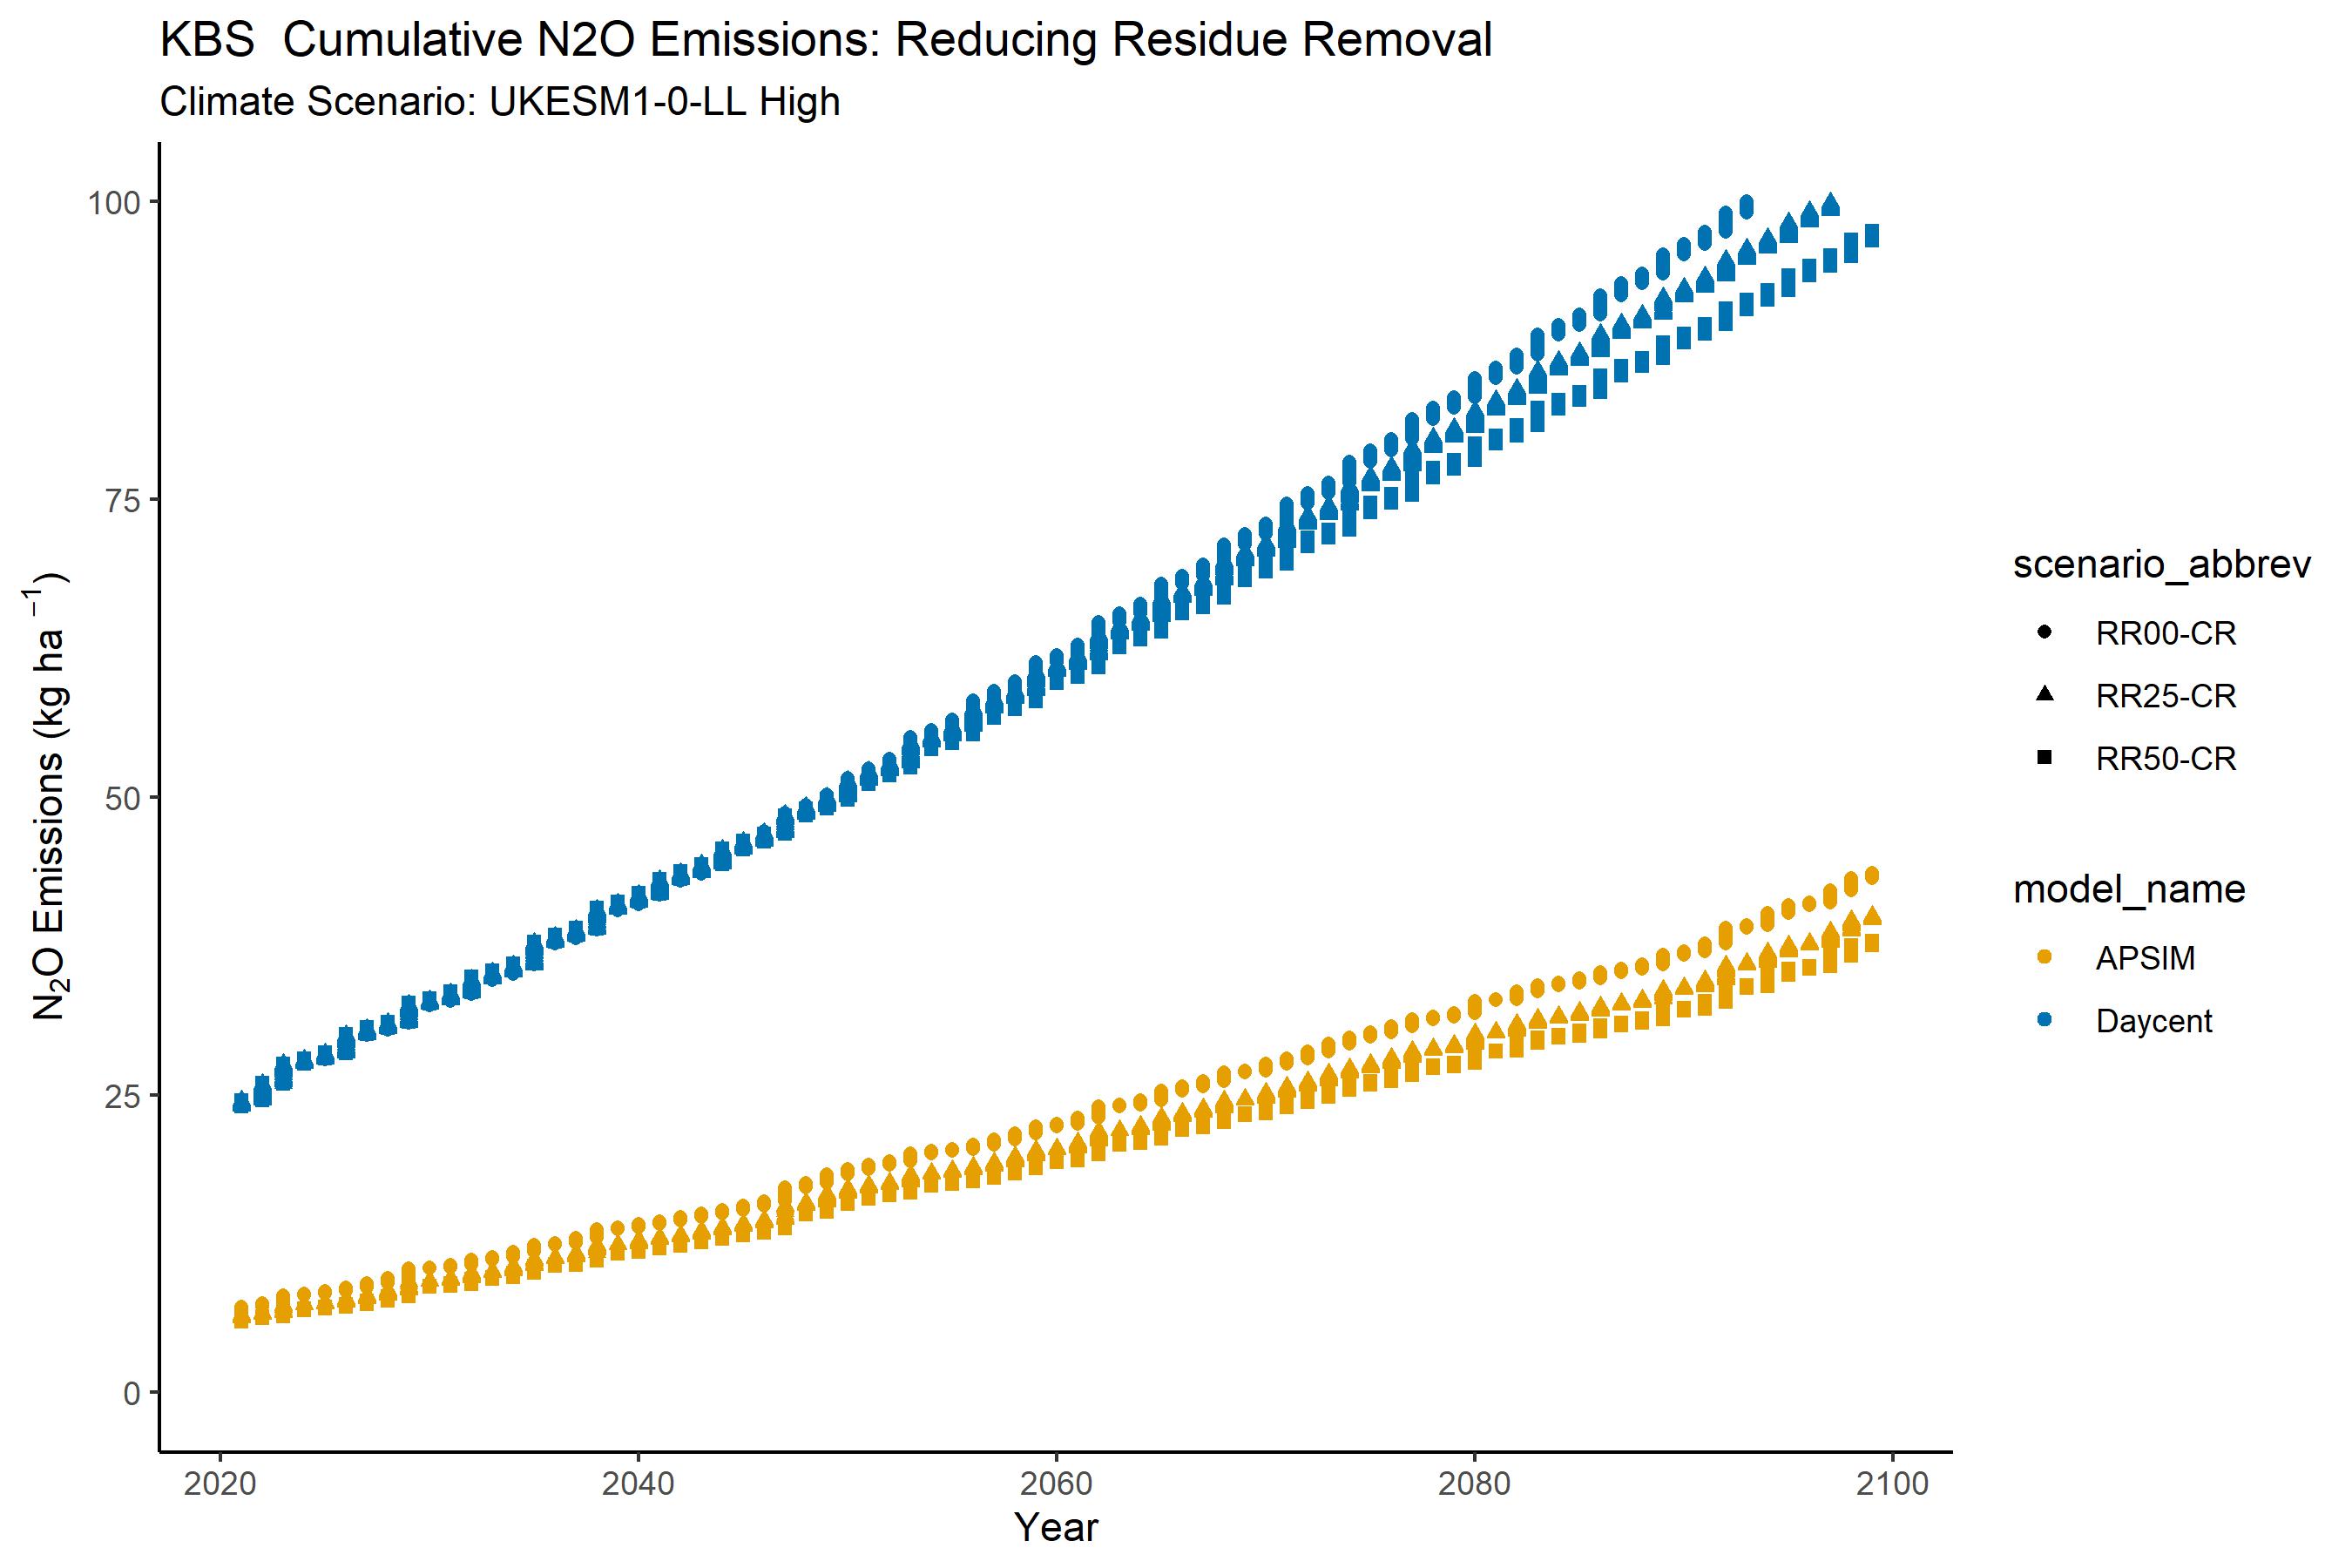 KBS  Cumulative N2O Emissions: Reducing Residue Removal
Climate Scenario: UKESM1-0-LL High
N₂O Emissions (kg ha ⁻¹)
100
75
50
25
0
2020 2040 2060 2080 2100
Year
scenario_abbrev
RR00-CR
RR25-CR
RR50-CR
model_name
APSIM
Daycent